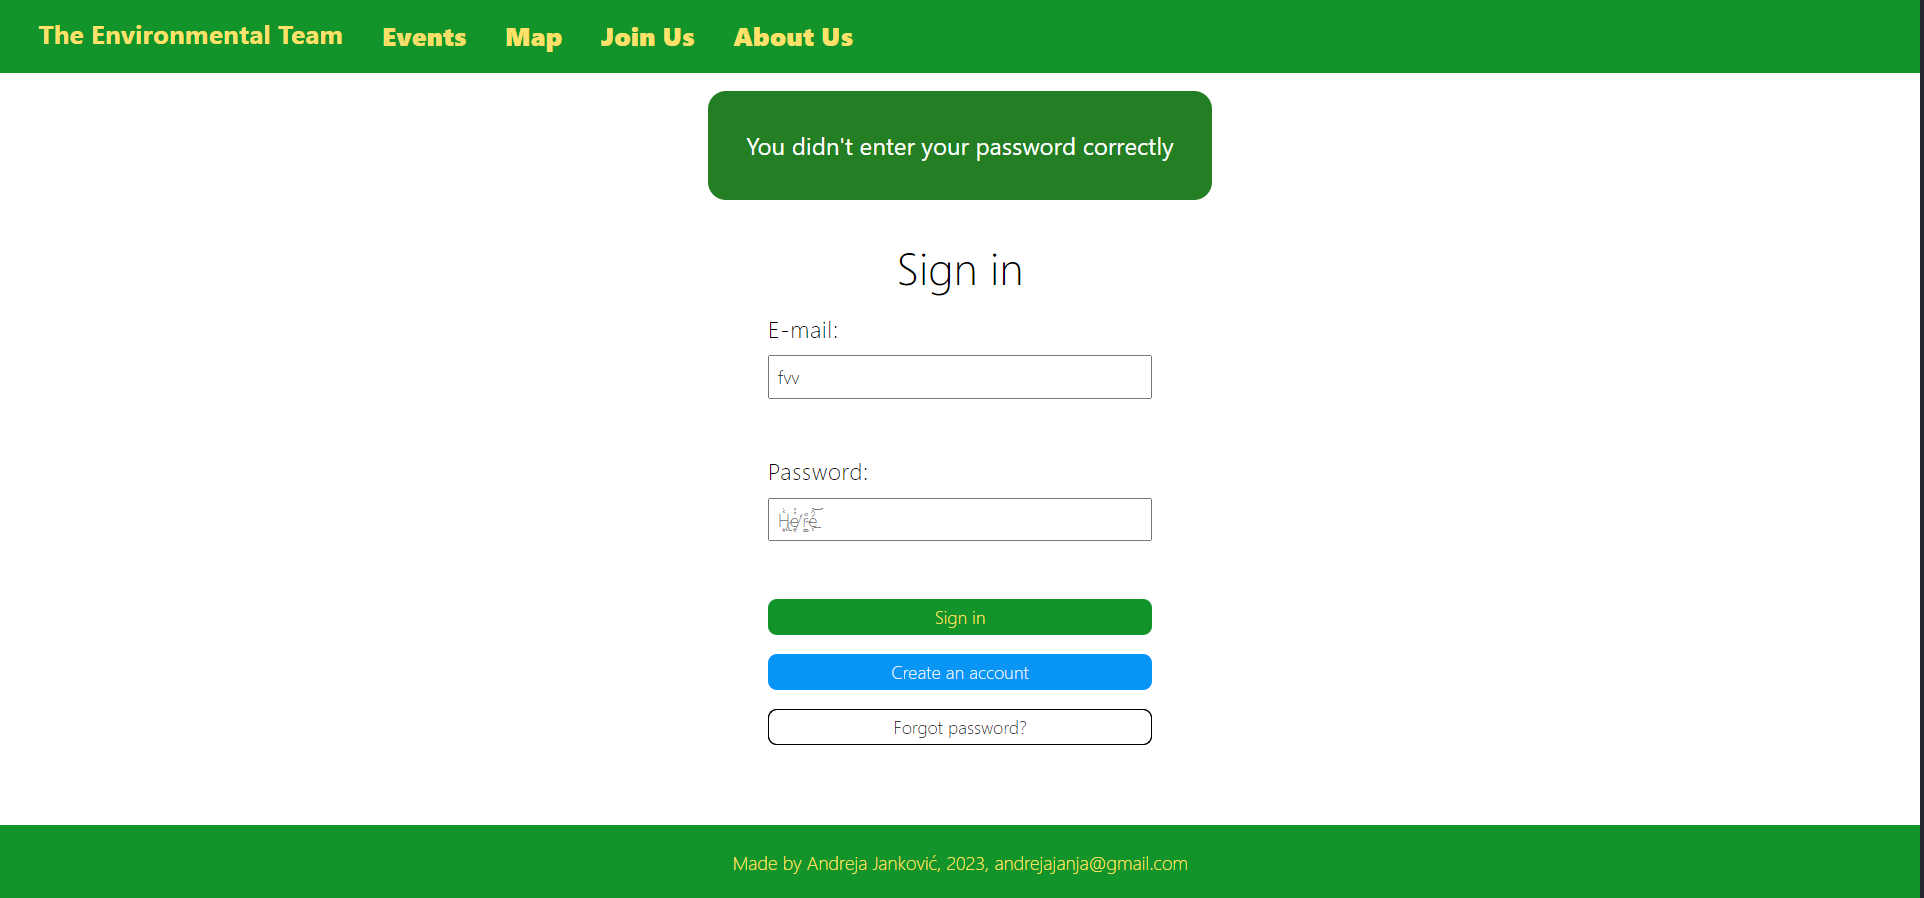 The Environmental Team Events Map Join Us About Us
You didn't enter your password correctly
Sign in
E-mail:
fvv
Password:
Sign in
Create an account
Forgot password?
Made by Andreja Janković, 2023, andrejajanja@gmail.com